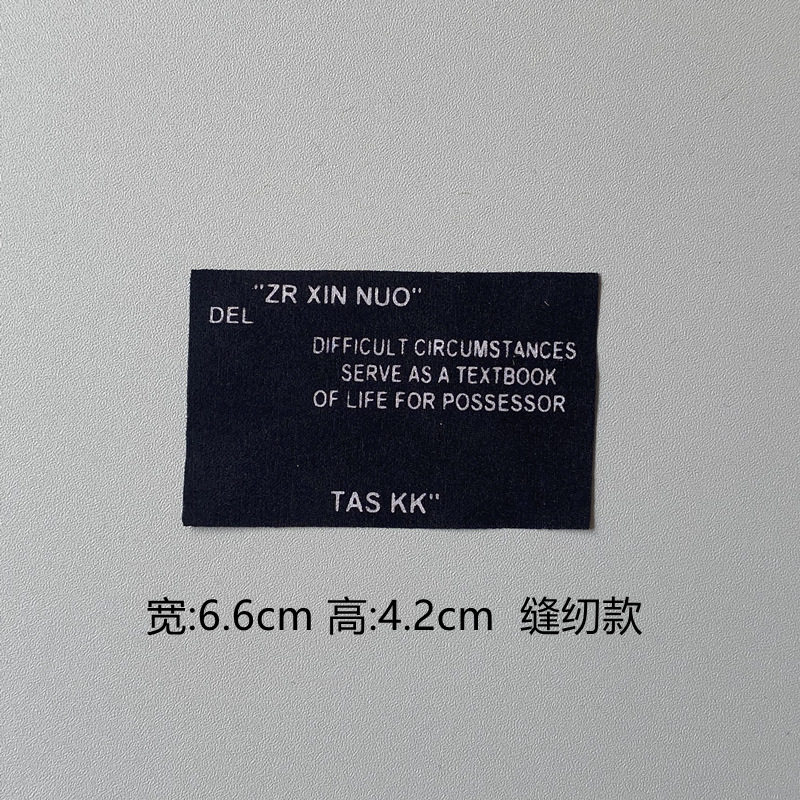 "ZR XIN NUO"
DEL
DIFFICULT CIRCUMSTANCES
SERVE AS A TEXTBOOK
OF LIFE FOR POSSESSOR
TAS KK"
宽:6.6cm 高:4.2cm 缝纫款